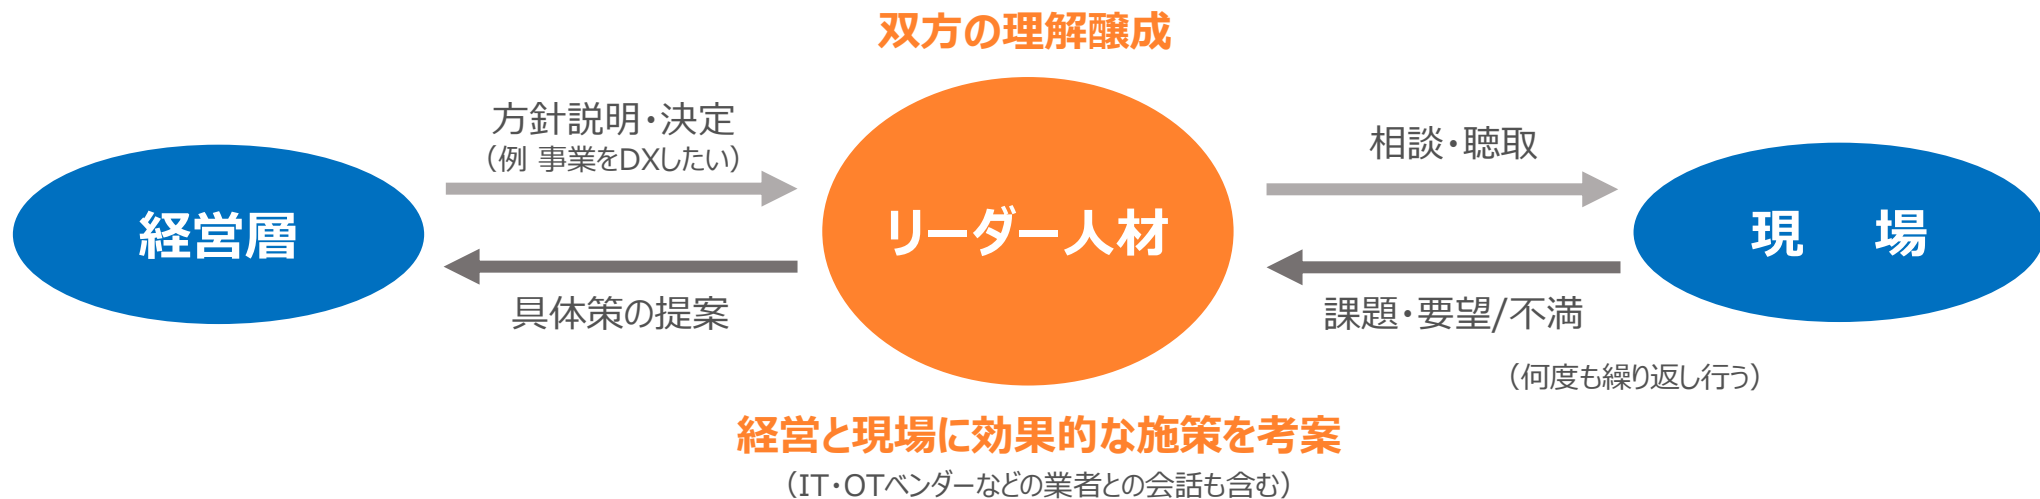 双方の理解醸成
方針説明・決定
（例 事業をDXしたい）
相談・聴取
経営層
リーダー人材
現　場
具体策の提案
課題・要望/不満
（何度も繰り返し行う）
経営と現場に効果的な施策を考案
（IT・OTベンダーなどの業者との会話も含む）